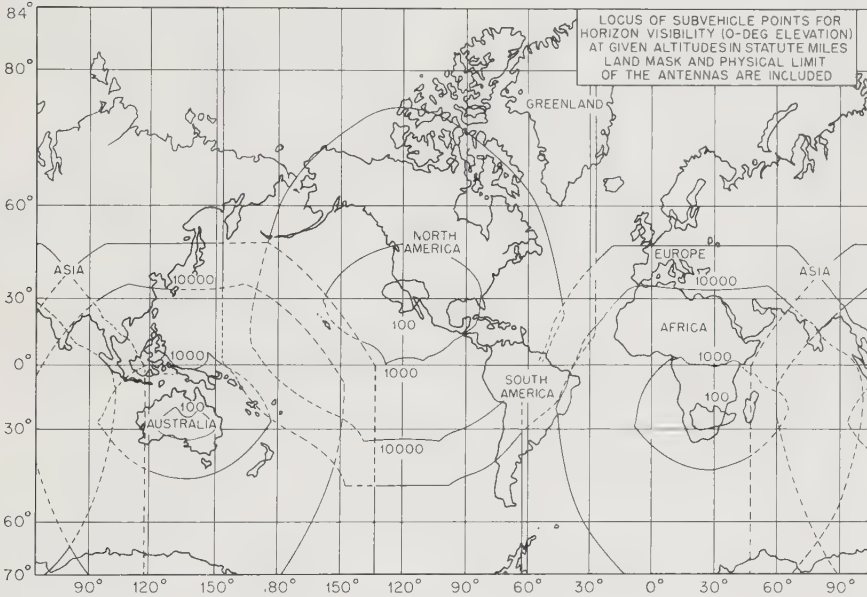 LOCUS OF SUBVEHICLE POINTS FOR
HORIZON VISIBILITY (0-DEG ELEVATION)
AT GIVEN ALTITUDES IN STATUTE MILES
LAND MASK AND PHYSICAL LIMIT
OF THE ANTENNAS ARE INCLUDED
84°
80°
GREENLAND
60°
NORTH
AMERICA
ASIA
EUROPE
ASIA
10000
10000
30°
100
AFRICA
1000
1000
0°
1000
SOUTH
AMERICA
100
100
AUSTRALIA
30°
10000
60°
70°
90°
120°
150°
180°
150°
120°
90°
60°
30°
0°
30°
60°
90°